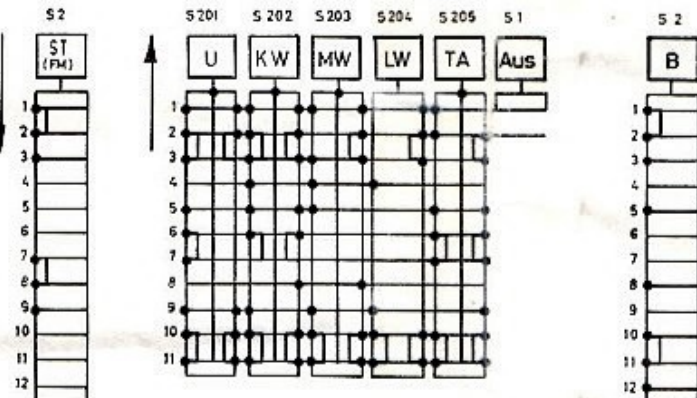 S2 S201 S202 S203 S204 S205 S1 S2
ST U KW MW LW TA Aus B
(FM)
1 1 1
2 2 2
3 3 3
4 4 4
5 5 5
6 6 6
7 7 7
8 8 8
9 9 9
10 10 10
11 11 11
12 12